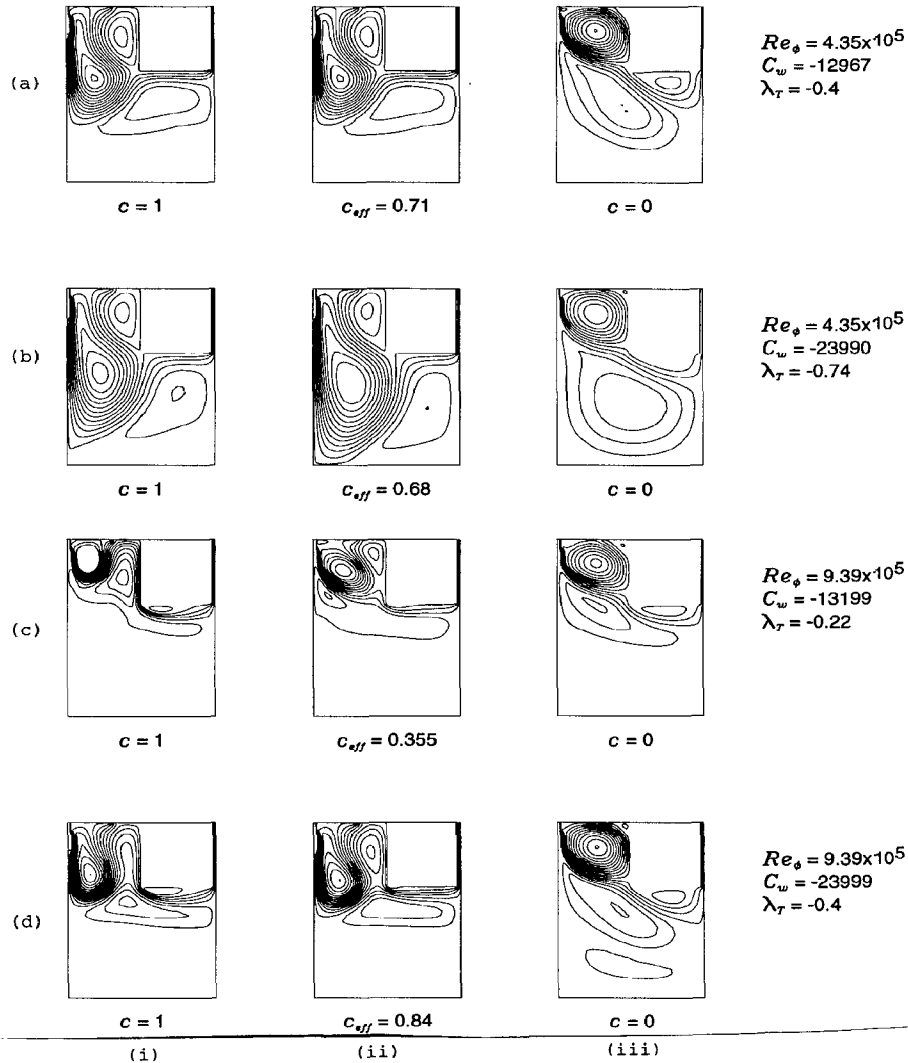 (a)
Re_ϕ = 4.35x10^5
C_w = -12967
λ_T = -0.4
c = 1
c_eff = 0.71
c = 0
(b)
Re_ϕ = 4.35x10^5
C_w = -23990
λ_T = -0.74
c = 1
c_eff = 0.68
c = 0
(c)
Re_ϕ = 9.39x10^5
C_w = -13199
λ_T = -0.22
c = 1
c_eff = 0.355
c = 0
(d)
Re_ϕ = 9.39x10^5
C_w = -23999
λ_T = -0.4
c = 1
c_eff = 0.84
c = 0
(i)
(ii)
(iii)